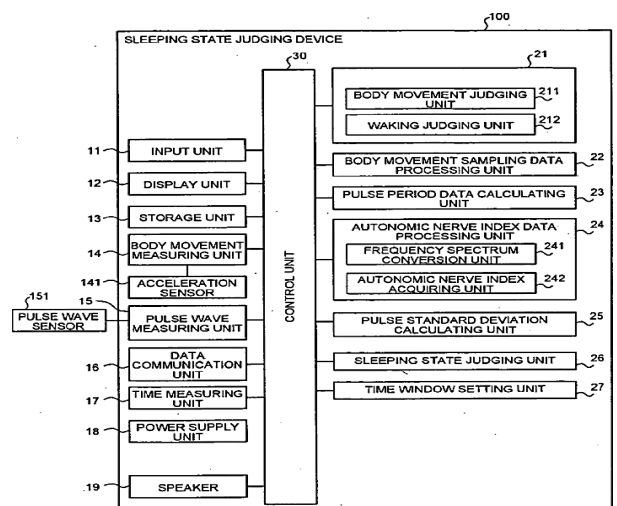 100
SLEEPING STATE JUDGING DEVICE
30
CONTROL UNIT
11
INPUT UNIT
12
DISPLAY UNIT
13
STORAGE UNIT
14
BODY MOVEMENT
MEASURING UNIT
141
ACCELERATION
SENSOR
151
PULSE WAVE
SENSOR
15
PULSE WAVE
MEASURING UNIT
16
DATA
COMMUNICATION
UNIT
17
TIME MEASURING
UNIT
18
POWER SUPPLY
UNIT
19
SPEAKER
21
BODY MOVEMENT JUDGING
UNIT
211
WAKING JUDGING UNIT
212
BODY MOVEMENT SAMPLING DATA
PROCESSING UNIT
22
PULSE PERIOD DATA CALCULATING
UNIT
23
AUTONOMIC NERVE INDEX DATA
PROCESSING UNIT
24
FREQUENCY SPECTRUM
CONVERSION UNIT
241
AUTONOMIC NERVE INDEX
ACQUIRING UNIT
242
PULSE STANDARD DEVIATION
CALCULATING UNIT
25
SLEEPING STATE JUDGING UNIT
26
TIME WINDOW SETTING UNIT
27